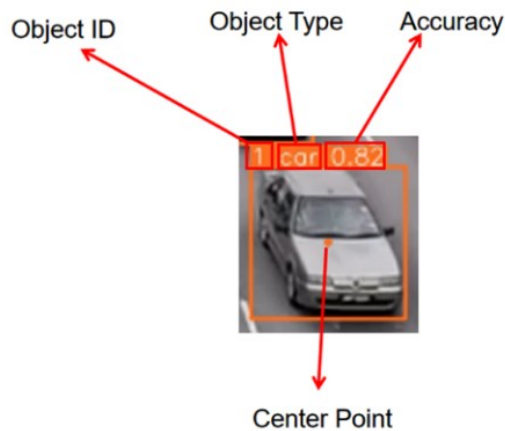 Object ID
Object Type
Accuracy
1 car 0.82
Center Point